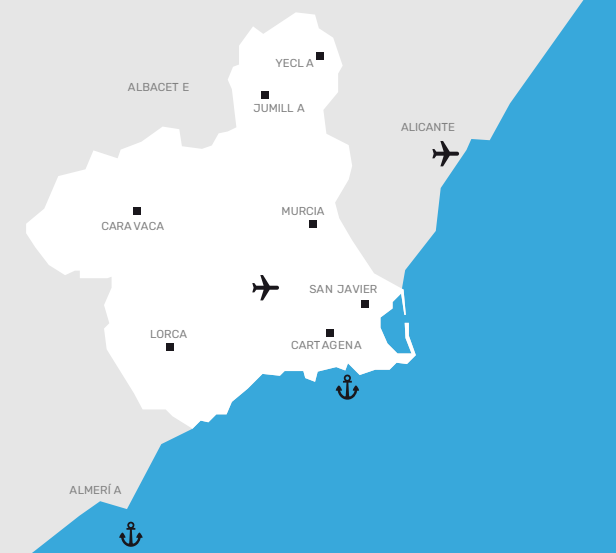 YECLA
ALBACETE
JUMILLA
ALICANTE
MURCIA
CARAVACA
SAN JAVIER
LORCA
CARTAGENA
ALMERÍA